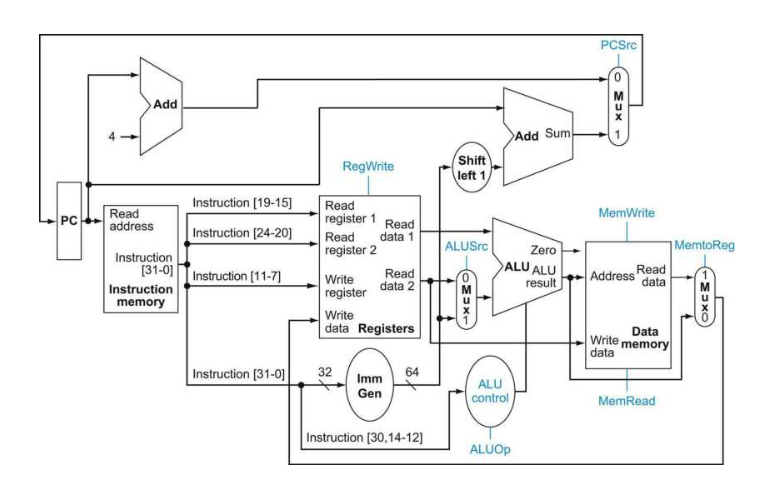 PCSrc
0
M
u
x
1
Add
4
Add Sum
Shift
left 1
PC
Read
address
Instruction
[31-0]
Instruction
memory
Instruction [19-15]
Instruction [24-20]
Instruction [11-7]
Instruction [31-0]
RegWrite
Read
register 1
Read
data 1
Read
register 2
Read
data 2
Write
register
Write
data
Registers
ALUSrc
0
M
u
x
1
Zero
ALU
ALU
result
MemWrite
Address
Read
data
Write
data
Data
memory
MemRead
MemtoReg
1
M
u
x
0
32
Imm
Gen
64
ALU
control
ALUOp
Instruction [30,14-12]